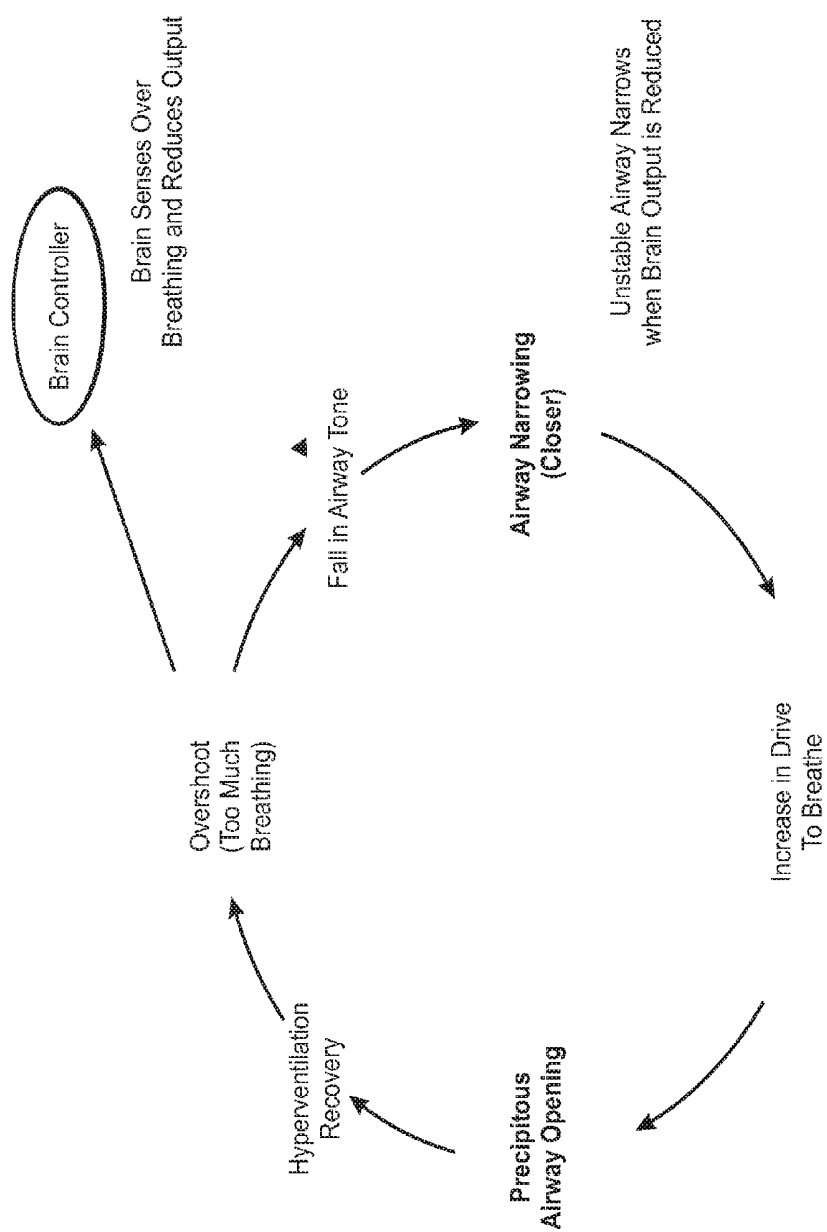 Brain Controller
Brain Senses Over
Breathing and Reduces Output
Overshoot
(Too Much
Breathing)
Fall in Airway Tone
Airway Narrowing
(Closer)
Unstable Airway Narrows
when Brain Output is Reduced
Increase in Drive
To Breathe
Precipitous
Airway Opening
Hyperventilation
Recovery